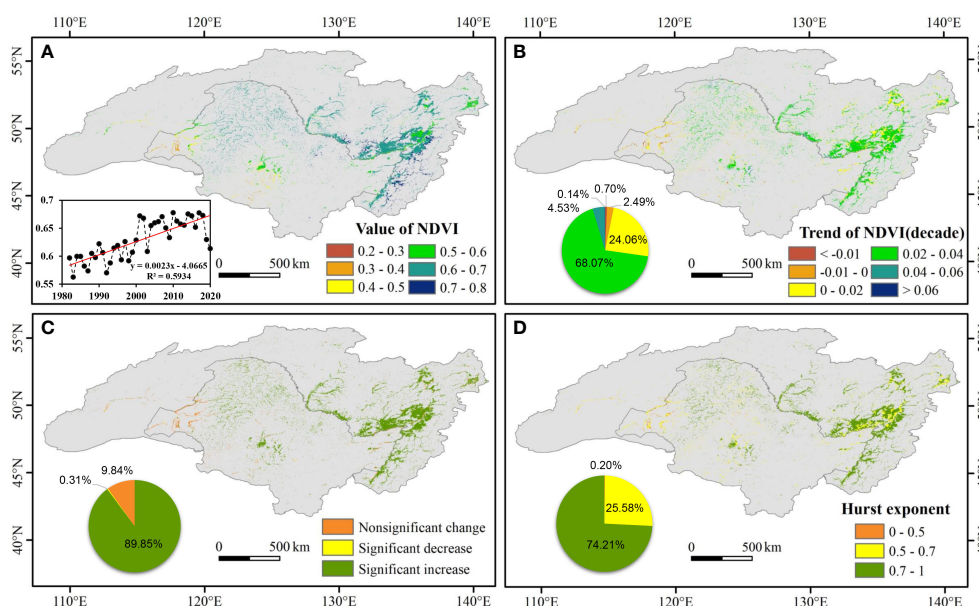 110°E 120°E 130°E 140°E 110°E 120°E 130°E 140°E
A
55°N
50°N
45°N
40°N
0.7
0.65
0.6
0.55
y = 0.0023x - 4.0665
R² = 0.5934
1980 1990 2000 2010 2020
0 500 km
Value of NDVI
0.2 - 0.3 0.5 - 0.6
0.3 - 0.4 0.6 - 0.7
0.4 - 0.5 0.7 - 0.8
B
0.14% 0.70%
4.53% 2.49%
24.06%
68.07%
0 500 km
Trend of NDVI(decade)
< -0.01 0.02 - 0.04
-0.01 - 0 0.04 - 0.06
0 - 0.02 > 0.06
C
55°N
50°N
45°N
40°N
9.84%
0.31%
89.85%
0 500 km
Nonsignificant change
Significant decrease
Significant increase
D
0.20%
25.58%
74.21%
0 500 km
Hurst exponent
0 - 0.5
0.5 - 0.7
0.7 - 1
110°E 120°E 130°E 140°E 110°E 120°E 130°E 140°E